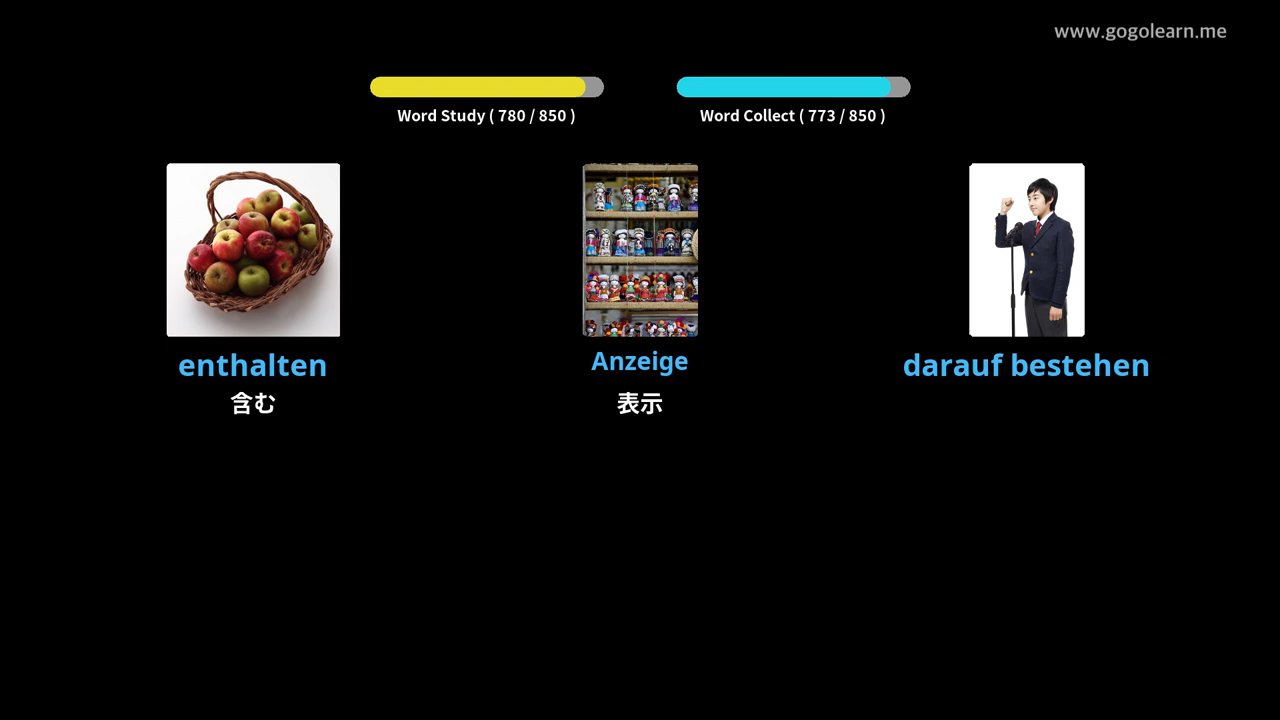 www.gogolearn.me
Word Study ( 780 / 850 )
Word Collect ( 773 / 850 )
enthalten
含む
Anzeige
表示
darauf bestehen